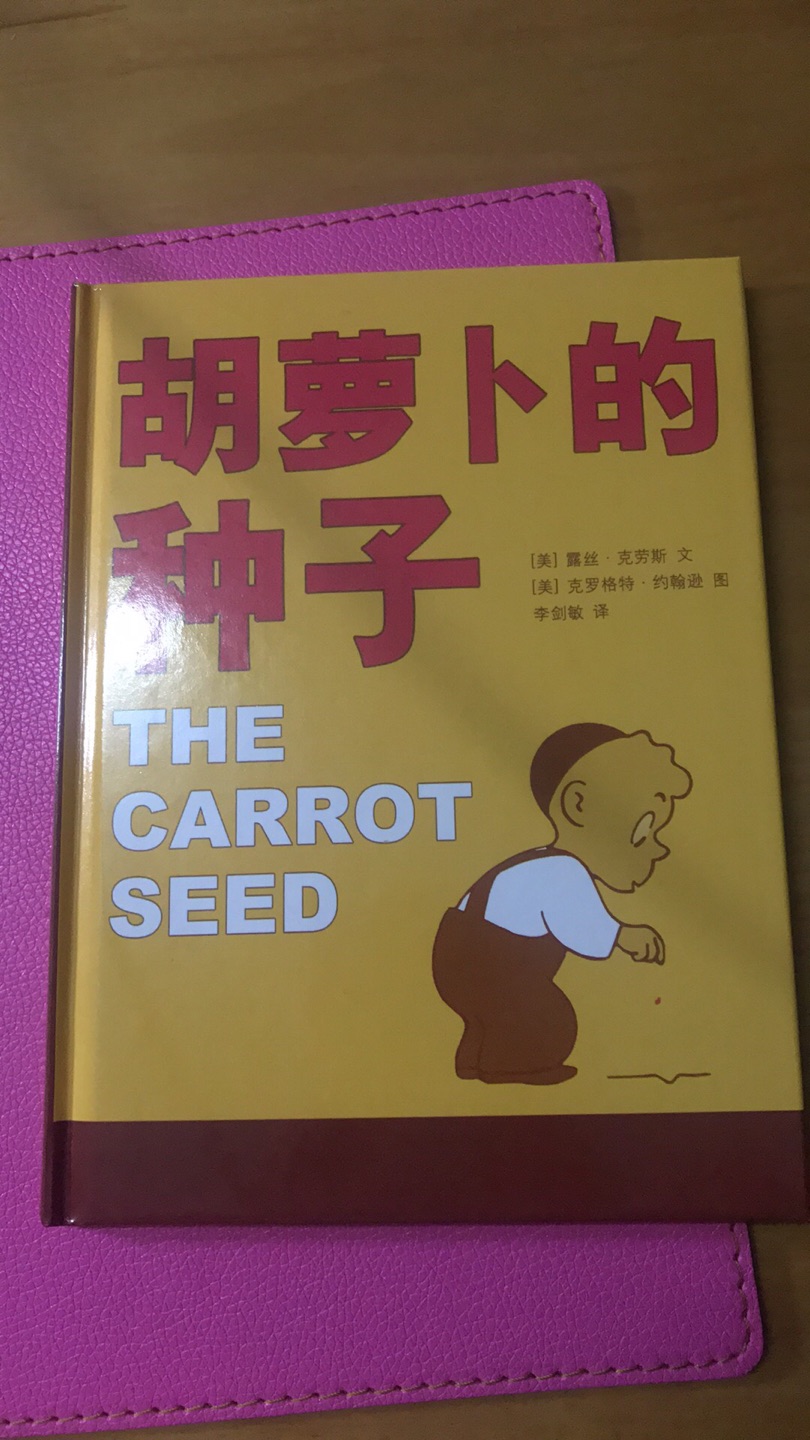 胡萝卜的
种子
[美] 露丝·克劳斯 文
[美] 克罗格特·约翰逊 图
李剑敏 译
THE
CARROT
SEED